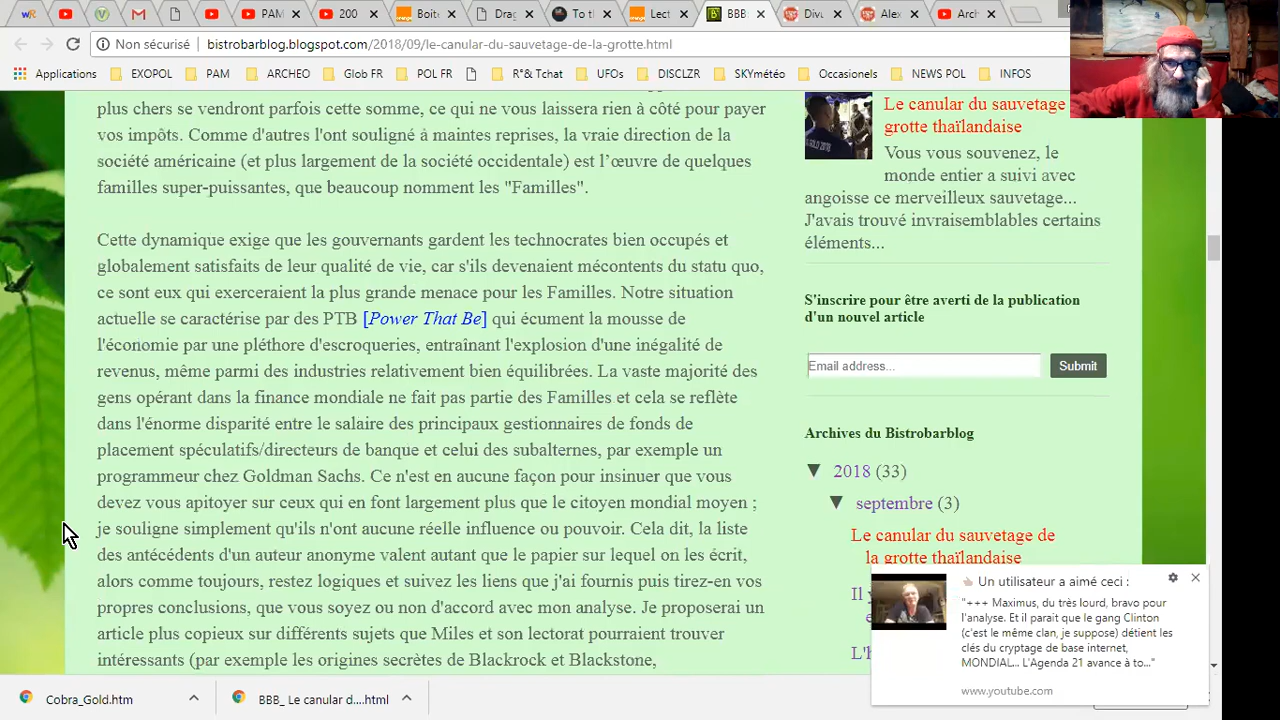 PAM
200
Ba
Drag
To th
Lect
BBB
Divu
Alex
Arch
Non sécurisé
bistrobarblog.blogspot.com/2018/09/le-canular-du-sauvetage-de-la-grotte.html
Applications
EXOPOL
PAM
ARCHEO
Glob FR
POL FR
R°& Tchat
UFOs
DISCLZR
SKYmétéo
Occasionels
NEWS POL
INFOS
plus chers se vendront parfois cette somme, ce qui ne vous laissera rien à côté pour payer
vos impôts. Comme d'autres l'ont souligné à maintes reprises, la vraie direction de la
société américaine (et plus largement de la société occidentale) est l’œuvre de quelques
familles super-puissantes, que beaucoup nomment les "Familles".
Cette dynamique exige que les gouvernants gardent les technocrates bien occupés et
globalement satisfaits de leur qualité de vie, car s'ils devenaient mécontents du statu quo,
ce sont eux qui exerceraient la plus grande menace pour les Familles. Notre situation
actuelle se caractérise par des PTB [Power That Be] qui écument la mousse de
l'économie par une pléthore d'escroqueries, entraînant l'explosion d'une inégalité de
revenus, même parmi des industries relativement bien équilibrées. La vaste majorité des
gens opérant dans la finance mondiale ne fait pas partie des Familles et cela se reflète
dans l'énorme disparité entre le salaire des principaux gestionnaires de fonds de
placement spéculatifs/directeurs de banque et celui des subalternes, par exemple un
programmeur chez Goldman Sachs. Ce n'est en aucune façon pour insinuer que vous
devez vous apitoyer sur ceux qui en font largement plus que le citoyen mondial moyen ;
je souligne simplement qu'ils n'ont aucune réelle influence ou pouvoir. Cela dit, la liste
des antécédents d'un auteur anonyme valent autant que le papier sur lequel on les écrit,
alors comme toujours, restez logiques et suivez les liens que j'ai fournis puis tirez-en vos
propres conclusions, que vous soyez ou non d'accord avec mon analyse. Je proposerai un
article plus copieux sur différents sujets que Miles et son lectorat pourraient trouver
intéressants (par exemple les origines secrètes de Blackrock et Blackstone,
Le canular du sauvetage
grotte thaïlandaise
Vous vous souvenez, le
monde entier a suivi avec
angoisse ce merveilleux sauvetage...
J'avais trouvé invraisemblables certains
éléments...
S'inscrire pour être averti de la publication
d'un nouvel article
Email address...
Submit
Archives du Bistrobarblog
▼ 2018 (33)
▼ septembre (3)
Le canular du sauvetage de
la grotte thaïlandaise
Il y
Un utilisateur a aimé ceci :
"+++ Maximus, du très lourd, bravo pour
l'analyse. Et il parait que le gang Clinton
(c'est le même clan, je suppose) détient les
clés du cryptage de base internet,
MONDIAL... L'Agenda 21 avance à to..."
www.youtube.com
Cobra_Gold.htm
BBB_ Le canular d....html